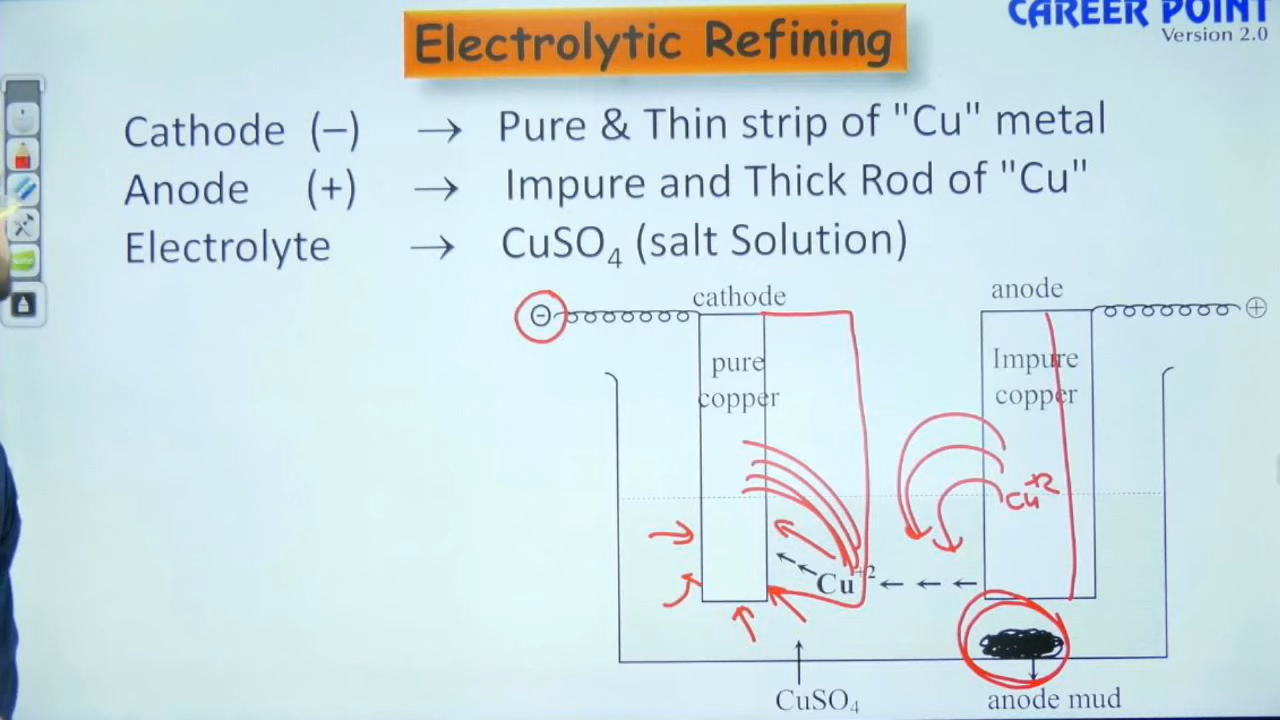 CAREER POINT
Version 2.0
Electrolytic Refining
Cathode (–) → Pure & Thin strip of "Cu" metal
Anode (+) → Impure and Thick Rod of "Cu"
Electrolyte → CuSO₄ (salt Solution)
cathode
anode
⊖
⊕
pure
copper
Impure
copper
Cu⁺²
Cu⁺²
CuSO₄
anode mud